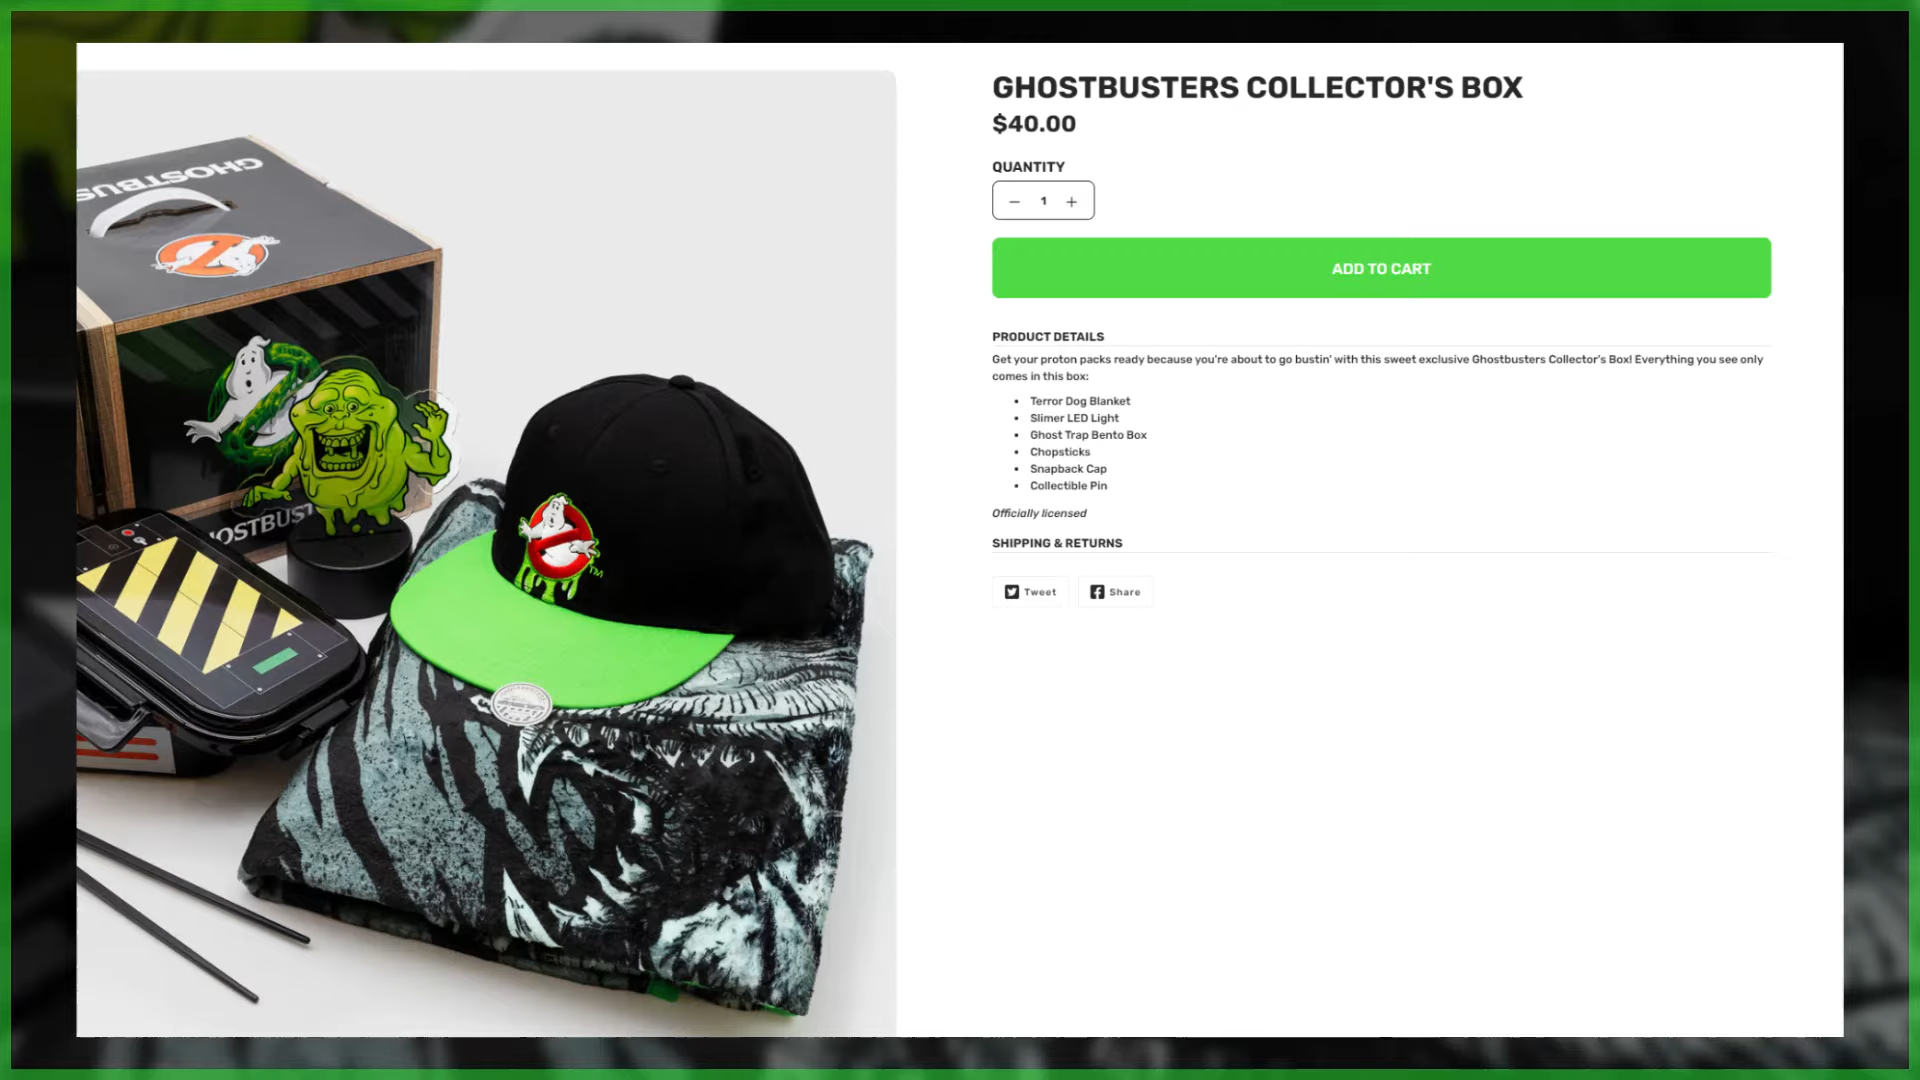 GHOSTBUSTERS COLLECTOR'S BOX
$40.00
QUANTITY
− 1 +
ADD TO CART
PRODUCT DETAILS
Get your proton packs ready because you're about to go bustin' with this sweet exclusive Ghostbusters Collector's Box! Everything you see only
comes in this box:
• Terror Dog Blanket
• Slimer LED Light
• Ghost Trap Bento Box
• Chopsticks
• Snapback Cap
• Collectible Pin
Officially licensed
SHIPPING & RETURNS
Tweet Share
GHOSTBUS
HOSTBUST
TM